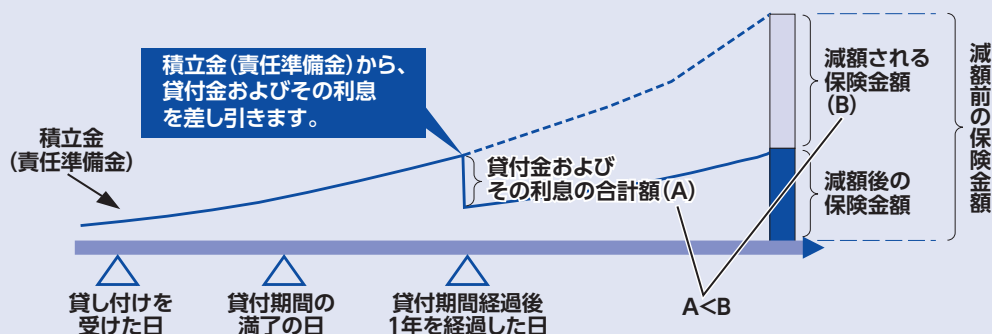 積立金(責任準備金)から、
貸付金およびその利息
を差し引きます。
積立金
(責任準備金)
貸付金および
その利息の合計額(A)
減額される
保険金額
(B)
減額後の
保険金額
減額前の保険金額
貸し付けを
受けた日
貸付期間の
満了の日
貸付期間経過後
1年を経過した日
A<B